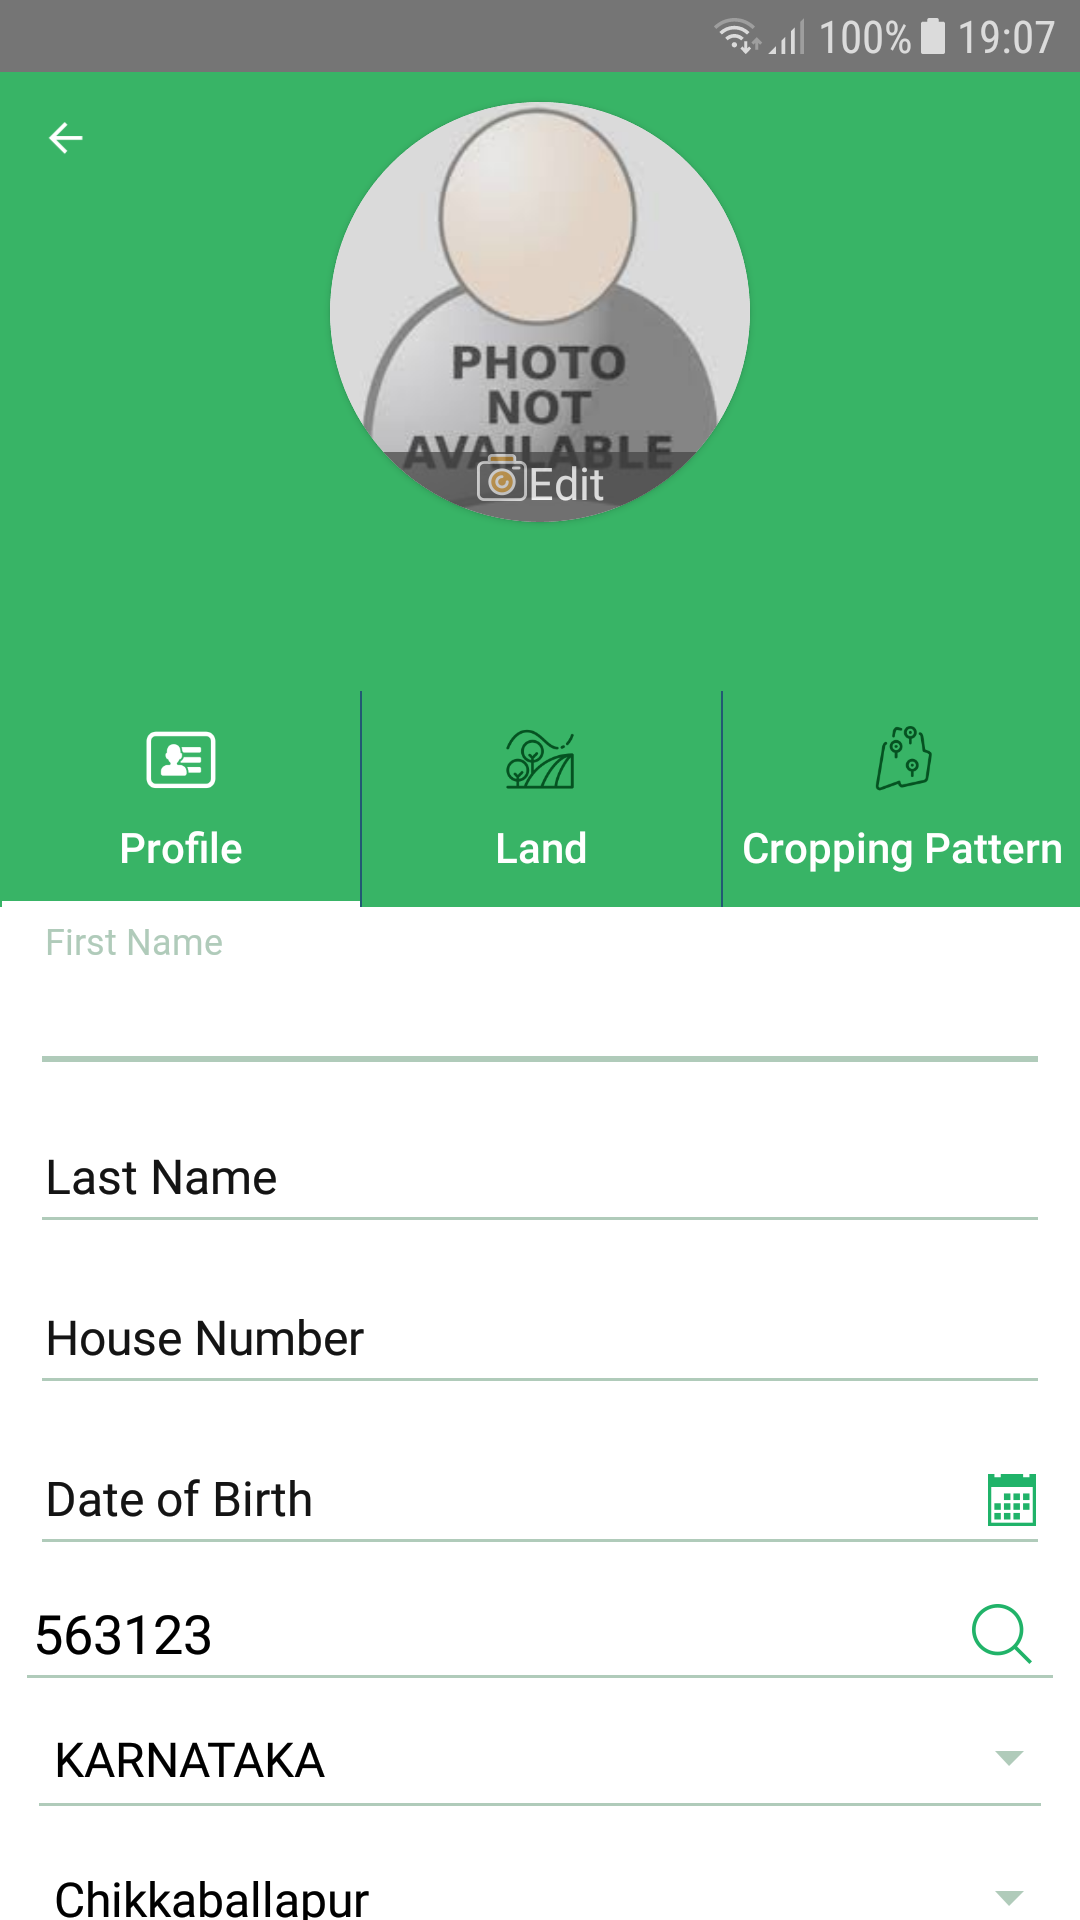 100% 19:07
PHOTO
NOT
AVAILABLE
Edit
Profile
Land
Cropping Pattern
First Name
Last Name
House Number
Date of Birth
563123
KARNATAKA
Chikkaballapur